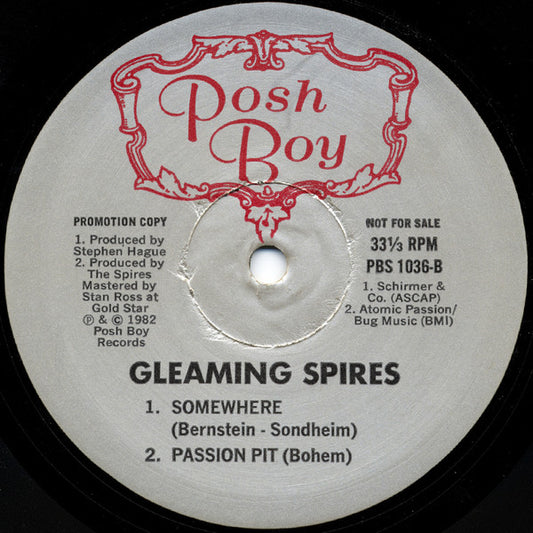 Posh
Boy
PROMOTION COPY
1. Produced by
Stephen Hague
2. Produced by
The Spires
Mastered by
Stan Ross at
Gold Star
℗ & © 1982
Posh Boy
Records
NOT FOR SALE
33⅓ RPM
PBS 1036-B
1. Schirmer &
Co. (ASCAP)
2. Atomic Passion/
Bug Music (BMI)
GLEAMING SPIRES
1. SOMEWHERE
(Bernstein - Sondheim)
2. PASSION PIT (Bohem)